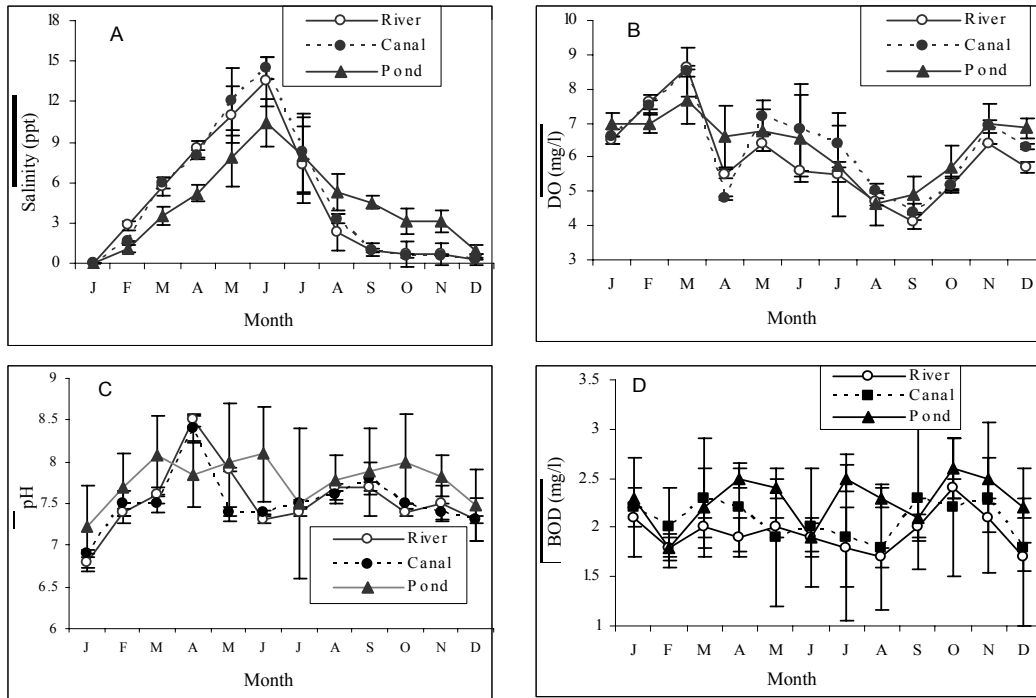 A
River
Canal
Pond
Salinity (ppt)
18
15
12
9
6
3
0
J F M A M J J A S O N D
Month
B
River
Canal
Pond
DO (mg/l)
10
9
8
7
6
5
4
3
J F M A M J J A S O N D
Month
C
River
Canal
Pond
pH
9
8.5
8
7.5
7
6.5
6
J F M A M J J A S O N D
Month
D
River
Canal
Pond
BOD (mg/l)
3.5
3
2.5
2
1.5
1
J F M A M J J A S O N D
Month